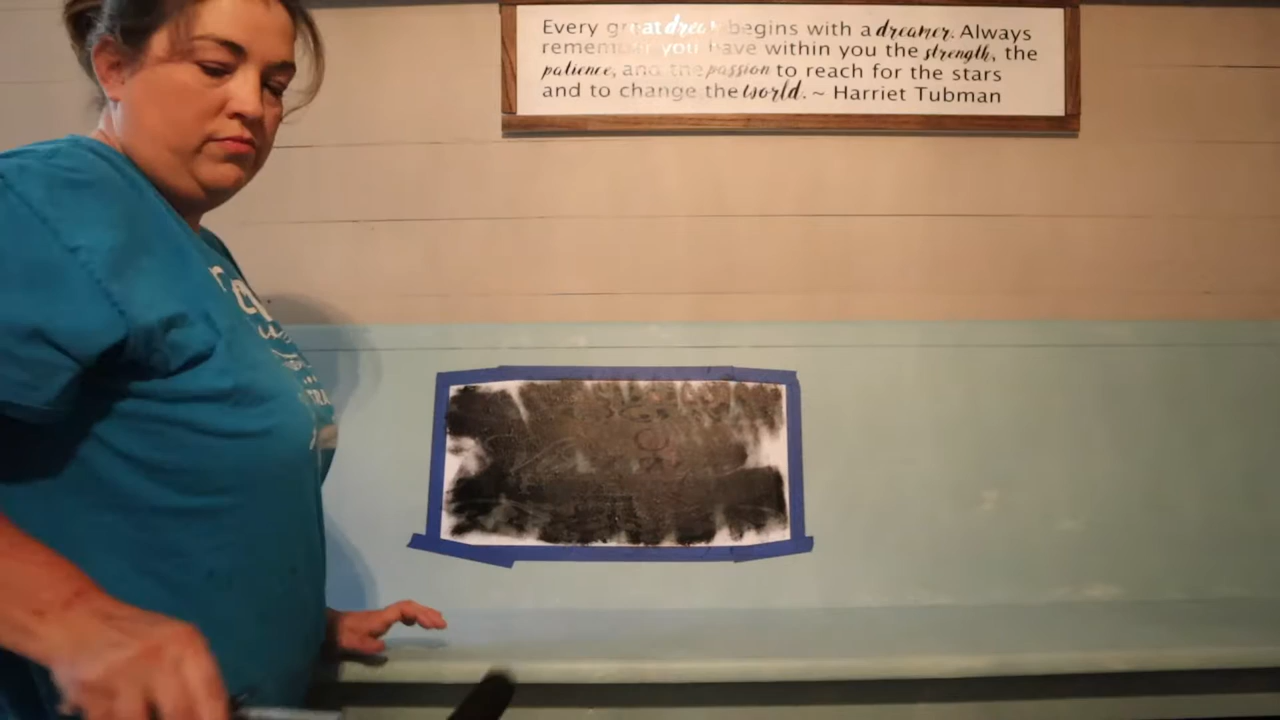 Every great dream begins with a dreamer. Always
remember you have within you the strength, the
patience, and the passion to reach for the stars
and to change the world. ~ Harriet Tubman